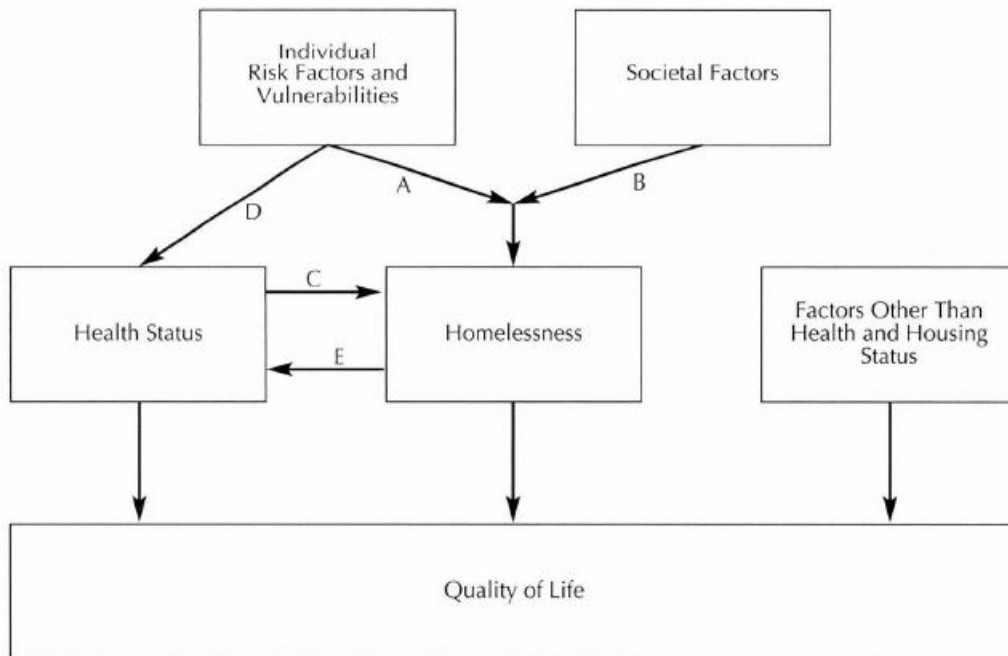 Individual
Risk Factors and
Vulnerabilities
Societal Factors
A
B
D
Health Status
C
E
Homelessness
Factors Other Than
Health and Housing
Status
Quality of Life